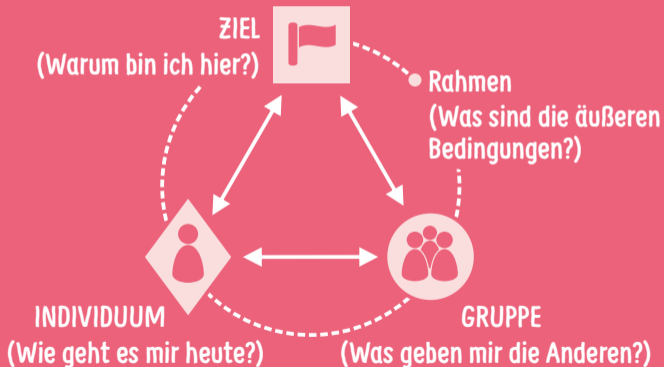 ZIEL
(Warum bin ich hier?)
Rahmen
(Was sind die äußeren
Bedingungen?)
INDIVIDUUM
(Wie geht es mir heute?)
GRUPPE
(Was geben mir die Anderen?)